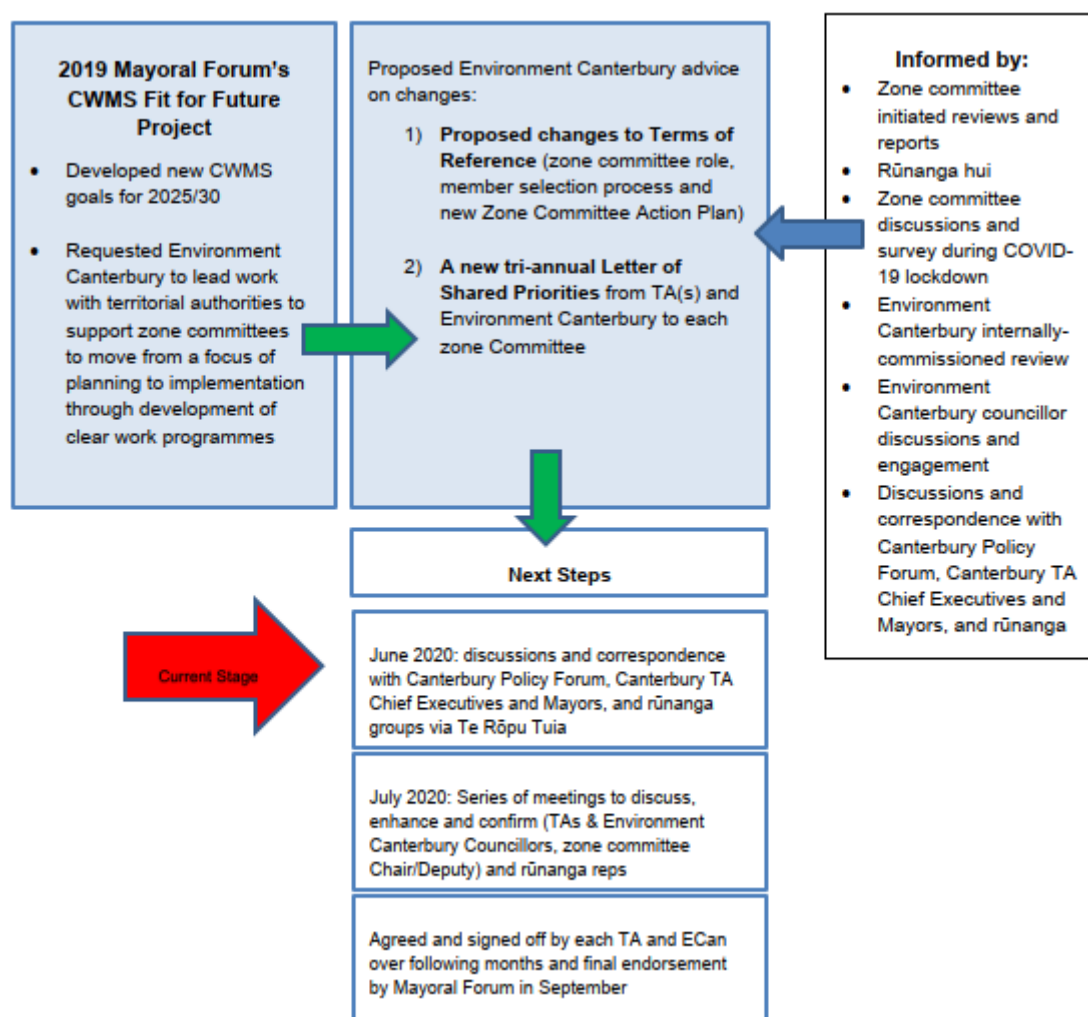 2019 Mayoral Forum's
CWMS Fit for Future
Project
• Developed new CWMS
goals for 2025/30
• Requested Environment
Canterbury to lead work
with territorial authorities to
support zone committees
to move from a focus of
planning to implementation
through development of
clear work programmes
Proposed Environment Canterbury advice
on changes:
1) Proposed changes to Terms of
Reference (zone committee role,
member selection process and
new Zone Committee Action Plan)
2) A new tri-annual Letter of
Shared Priorities from TA(s) and
Environment Canterbury to each
zone Committee
Informed by:
• Zone committee
initiated reviews and
reports
• Rūnanga hui
• Zone committee
discussions and
survey during COVID-
19 lockdown
• Environment
Canterbury internally-
commissioned review
• Environment
Canterbury councillor
discussions and
engagement
• Discussions and
correspondence with
Canterbury Policy
Forum, Canterbury TA
Chief Executives and
Mayors, and rūnanga
Next Steps
Current Stage
June 2020: discussions and correspondence
with Canterbury Policy Forum, Canterbury TA
Chief Executives and Mayors, and rūnanga
groups via Te Rōpu Tuia
July 2020: Series of meetings to discuss,
enhance and confirm (TAs & Environment
Canterbury Councillors, zone committee
Chair/Deputy) and rūnanga reps
Agreed and signed off by each TA and ECan
over following months and final endorsement
by Mayoral Forum in September